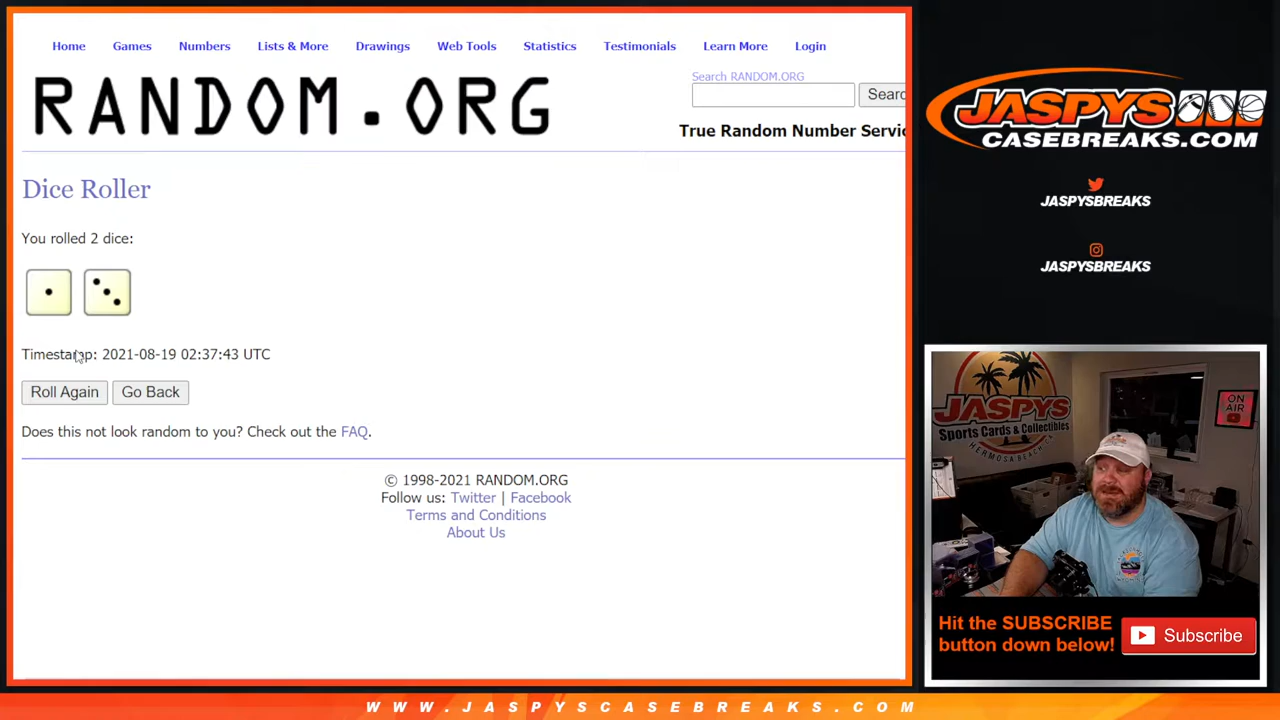 Home Games Numbers Lists & More Drawings Web Tools Statistics Testimonials Learn More Login
RANDOM.ORG
Search RANDOM.ORG
Searc
True Random Number Servic
Dice Roller
You rolled 2 dice:
Timestamp: 2021-08-19 02:37:43 UTC
Roll Again Go Back
Does this not look random to you? Check out the FAQ.
© 1998-2021 RANDOM.ORG
Follow us: Twitter | Facebook
Terms and Conditions
About Us
JASPYS
CASEBREAKS.COM
JASPYSBREAKS
JASPYSBREAKS
JASPYS
Sports Cards & Collectibles
HERMOSA BEACH, CA
ON
AIR
Hit the SUBSCRIBE
button down below!
Subscribe
WWW.JASPYSCASEBREAKS.COM